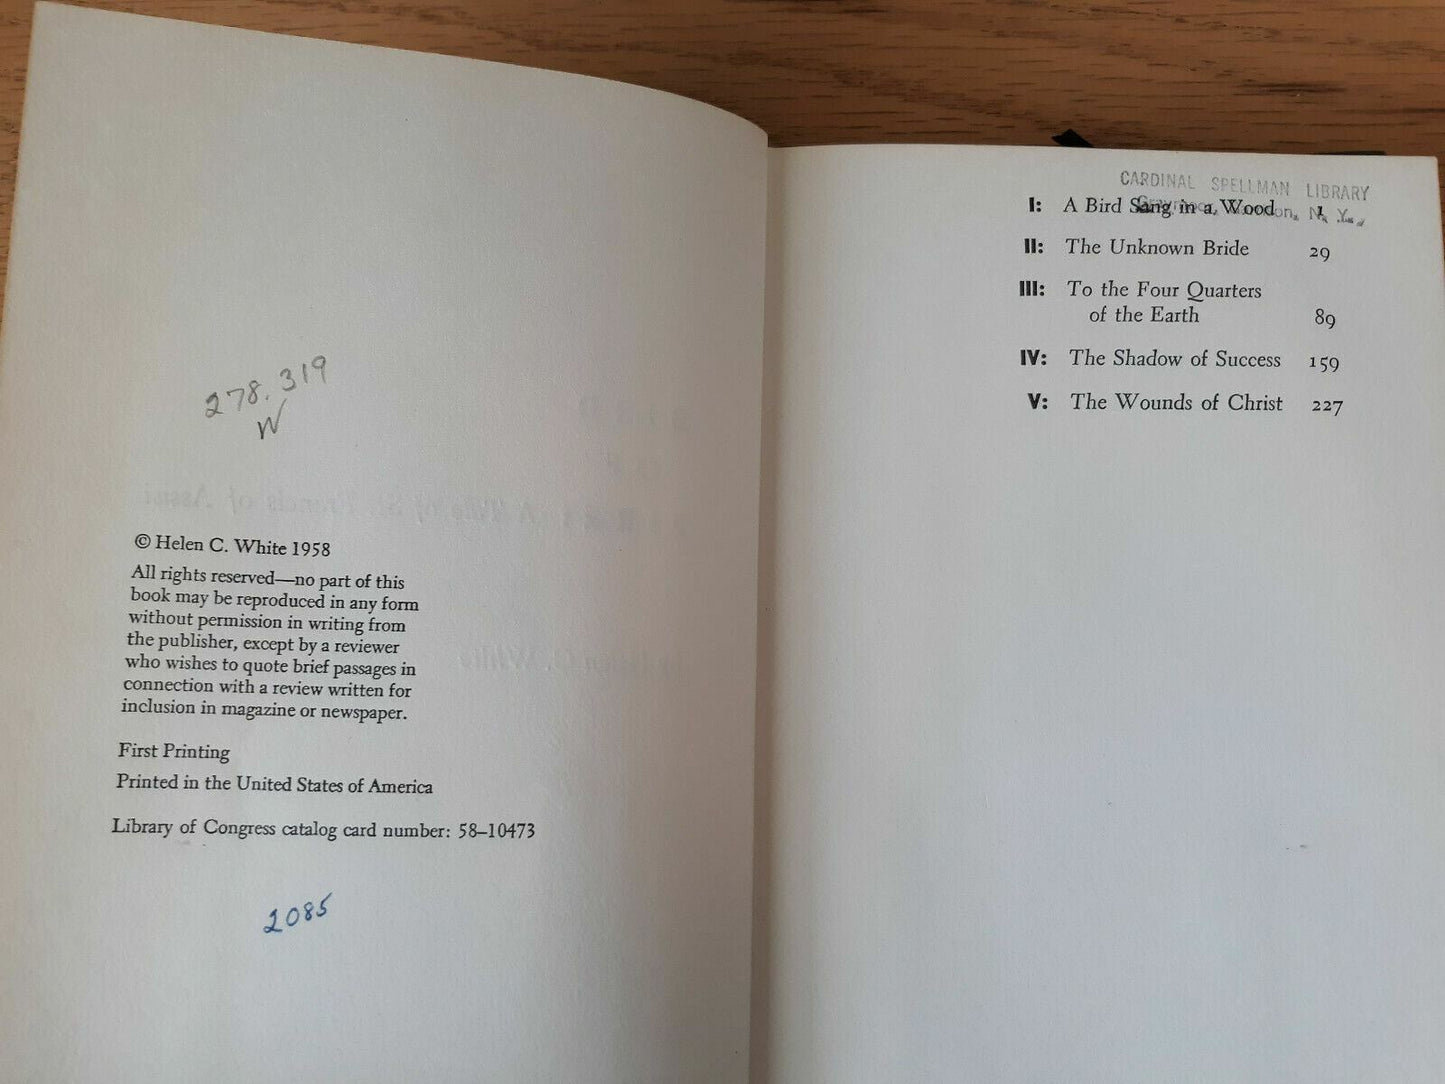 278.319
W
© Helen C. White 1958
All rights reserved—no part of this
book may be reproduced in any form
without permission in writing from
the publisher, except by a reviewer
who wishes to quote brief passages in
connection with a review written for
inclusion in magazine or newspaper.
First Printing
Printed in the United States of America
Library of Congress catalog card number: 58–10473
2085
CARDINAL SPELLMAN LIBRARY
N. Y.
I: A Bird Sang in a Wood 1
II: The Unknown Bride 29
III: To the Four Quarters
of the Earth 89
IV: The Shadow of Success 159
V: The Wounds of Christ 227